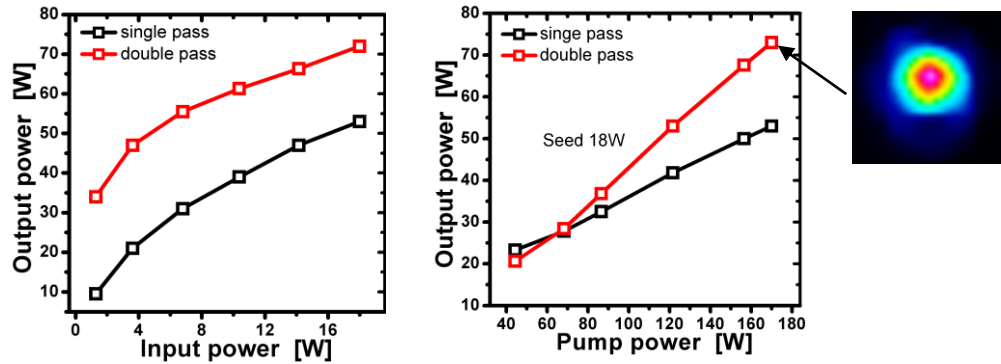 single pass
double pass
Output power [W]
80
70
60
50
40
30
20
10
0 4 8 12 16
Input power [W]
singe pass
double pass
Seed 18W
Output power [W]
80
70
60
50
40
30
20
10
40 60 80 100 120 140 160 180
Pump power [W]